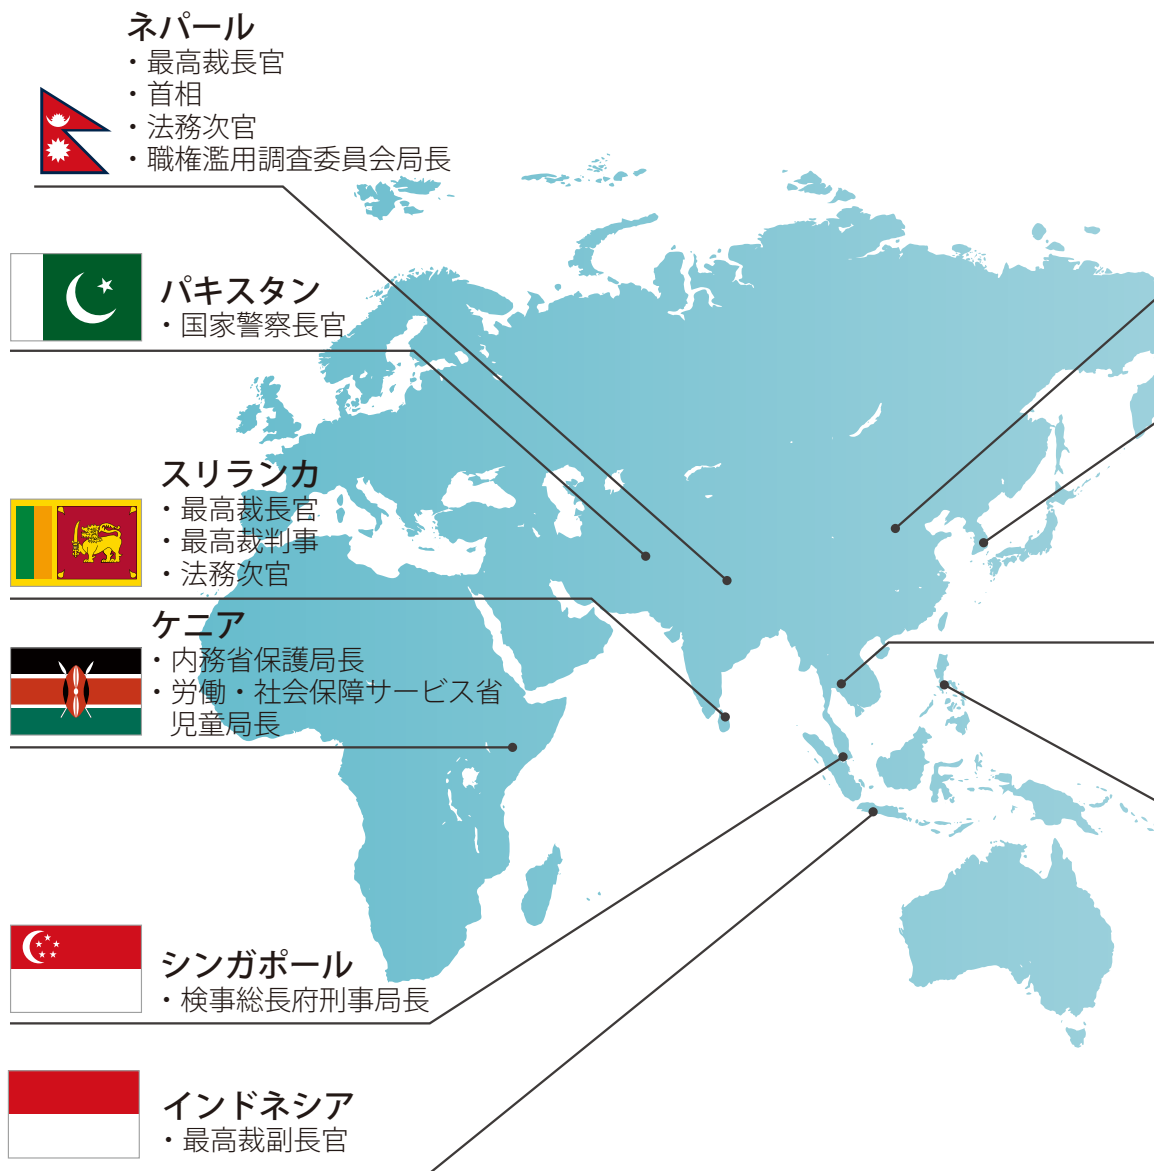 ネパール
・最高裁長官
・首相
・法務次官
・職権濫用調査委員会局長
パキスタン
・国家警察長官
スリランカ
・最高裁長官
・最高裁判事
・法務次官
ケニア
・内務省保護局長
・労働・社会保障サービス省
児童局長
シンガポール
・検事総長府刑事局長
インドネシア
・最高裁副長官